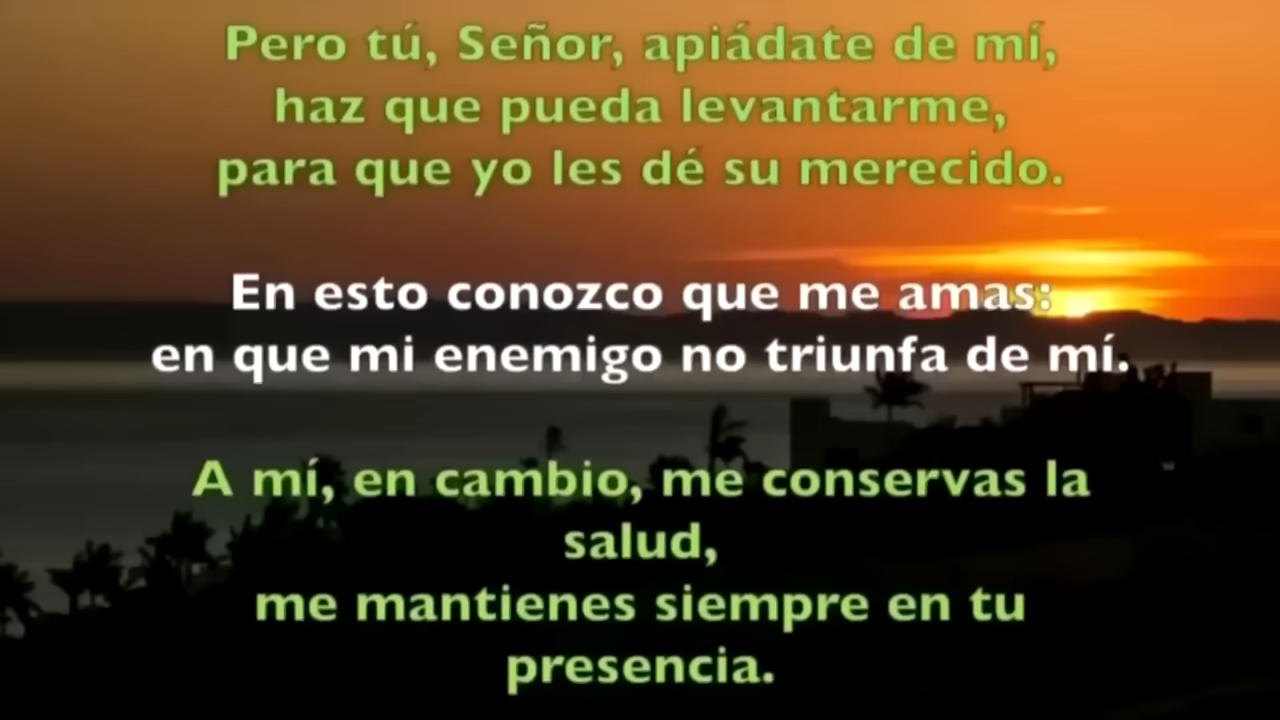 Pero tú, Señor, apiádate de mí,
haz que pueda levantarme,
para que yo les dé su merecido.
En esto conozco que me amas:
en que mi enemigo no triunfa de mí.
A mí, en cambio, me conservas la
salud,
me mantienes siempre en tu
presencia.